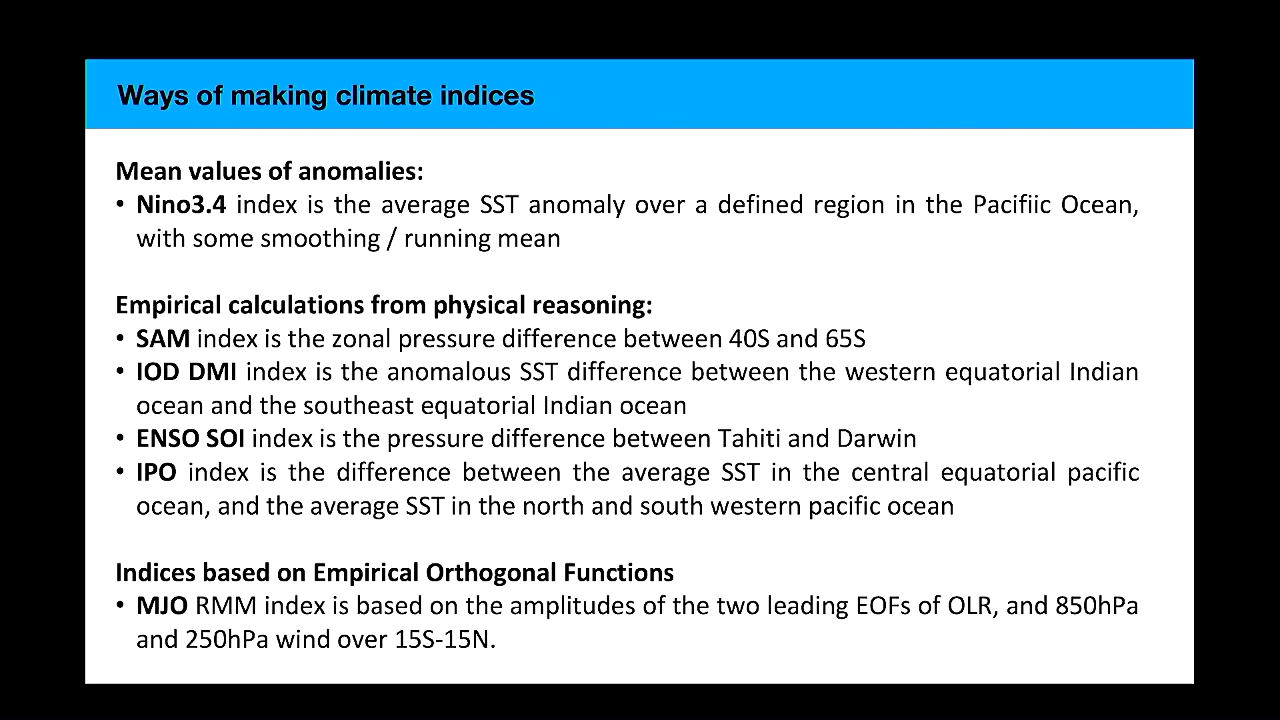 Ways of making climate indices
Mean values of anomalies:
• Nino3.4 index is the average SST anomaly over a defined region in the Pacifiic Ocean,
with some smoothing / running mean
Empirical calculations from physical reasoning:
• SAM index is the zonal pressure difference between 40S and 65S
• IOD DMI index is the anomalous SST difference between the western equatorial Indian
ocean and the southeast equatorial Indian ocean
• ENSO SOI index is the pressure difference between Tahiti and Darwin
• IPO index is the difference between the average SST in the central equatorial pacific
ocean, and the average SST in the north and south western pacific ocean
Indices based on Empirical Orthogonal Functions
• MJO RMM index is based on the amplitudes of the two leading EOFs of OLR, and 850hPa
and 250hPa wind over 15S-15N.